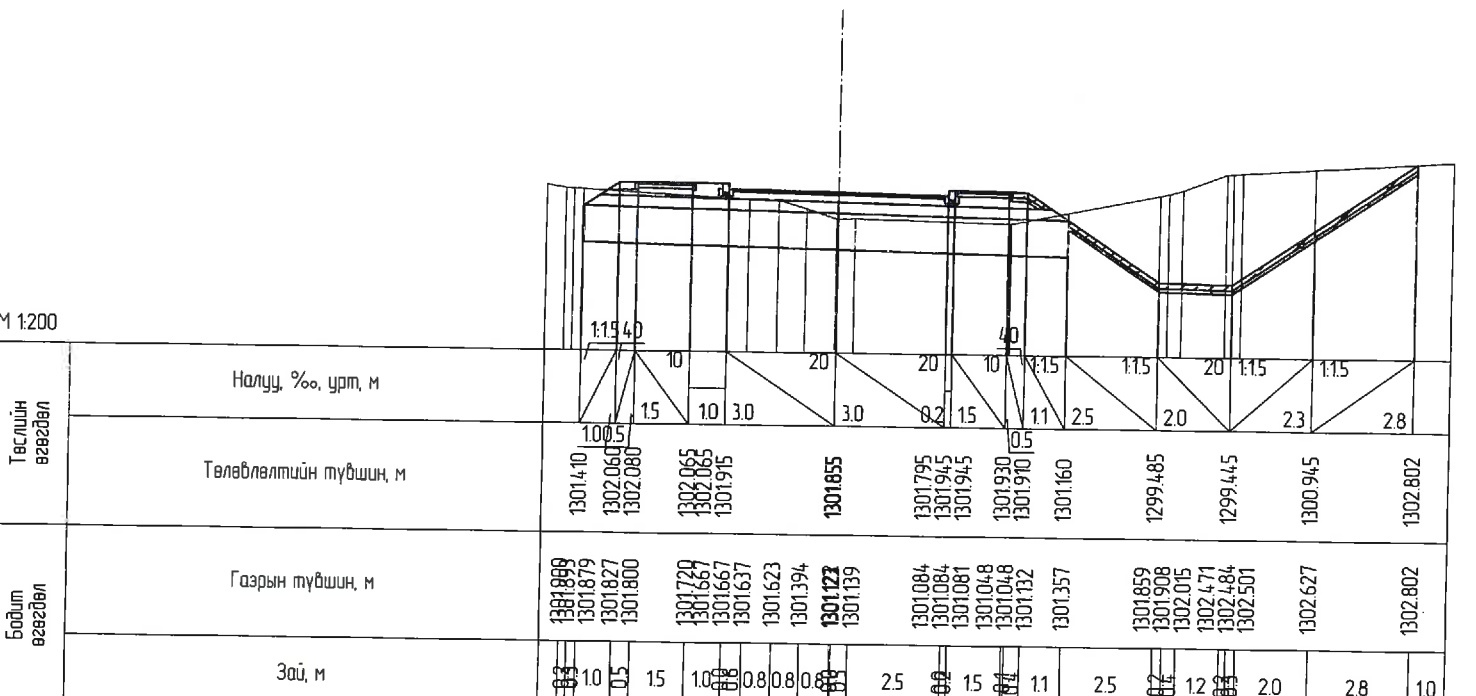 М 1:200
1:1.5 40 10 20 20 10 40 1:1.5 1:1.5 20 1:1.5 1:1.5
Төслийн өгөгдөл
Налуу, ‰, урт, м
1.5 1.0 3.0 3.0 0.2 1.5 1.1 2.5 2.0 2.3 2.8
1.0 0.5 0.5
Төлөвлөлтийн түвшин, м
1301.410 1302.060 1302.080 1302.065 1302.065 1301.915 1301.855 1301.795 1301.945 1301.945 1301.930 1301.910 1301.160 1299.485 1299.445 1300.945 1302.802
Бодит өгөгдөл
Газрын түвшин, м
1301.893 1301.879 1301.827 1301.800 1301.720 1301.667 1301.667 1301.637 1301.623 1301.394 1301.139 1301.084 1301.084 1301.081 1301.048 1301.048 1301.132 1301.357 1301.859 1301.908 1302.015 1302.471 1302.484 1302.501 1302.627 1302.802
Зай, м
1.0 0.5 1.5 1.0 0.8 0.8 0.8 2.5 1.5 1.1 2.5 1.2 2.0 2.8 1.0